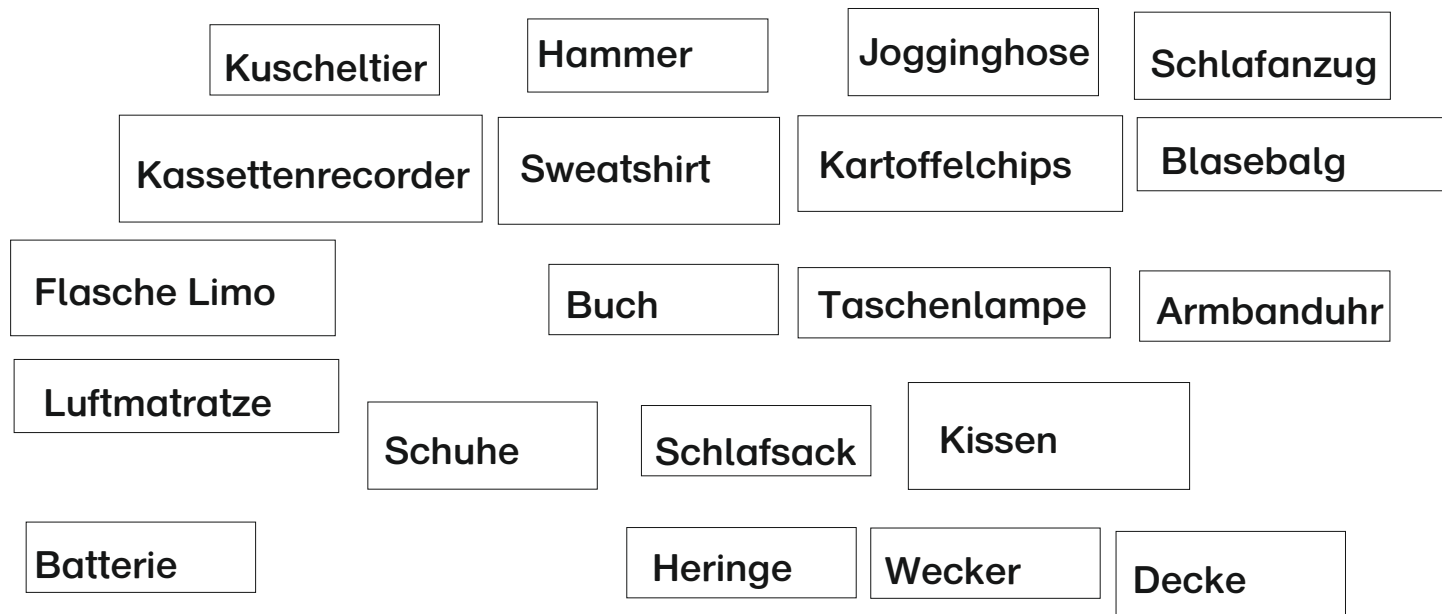 Kuscheltier
Hammer
Jogginghose
Schlafanzug
Kassettenrecorder
Sweatshirt
Kartoffelchips
Blasebalg
Flasche Limo
Buch
Taschenlampe
Armbanduhr
Luftmatratze
Schuhe
Schlafsack
Kissen
Batterie
Heringe
Wecker
Decke